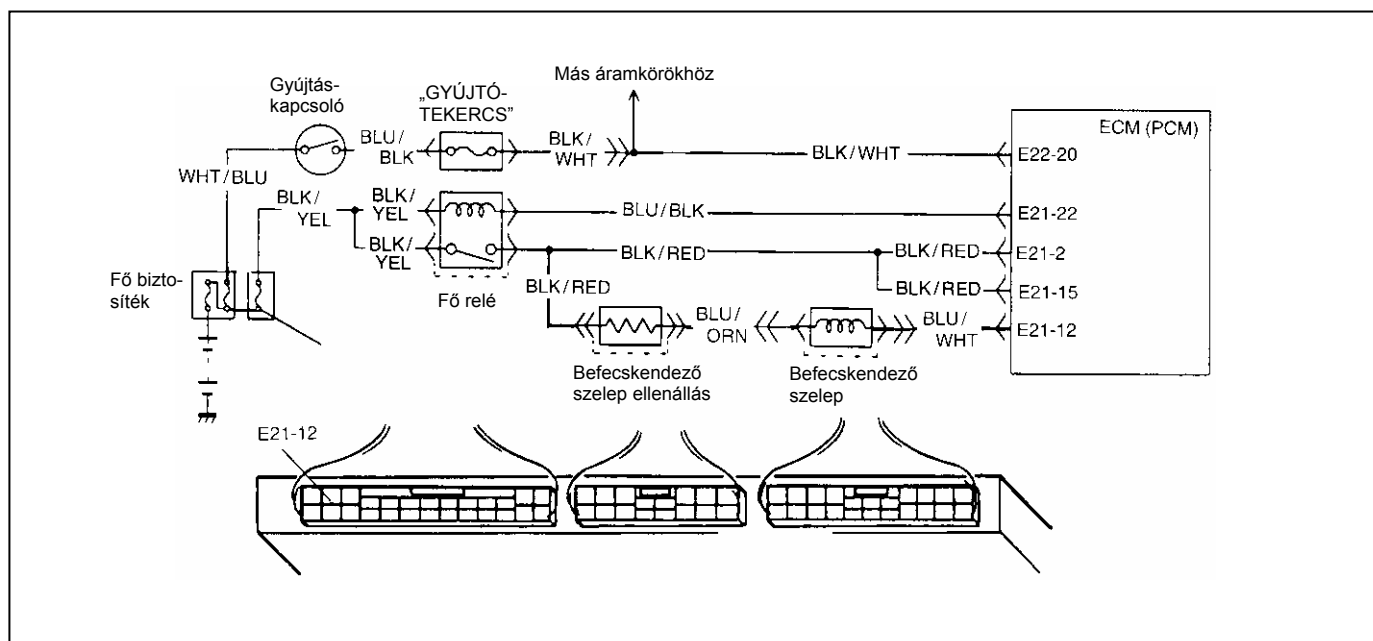 Más áramkörökhöz
Gyújtás-
kapcsoló
„GYÚJTÓ-
TEKERCS”
ECM (PCM)
BLU/
BLK
BLK/
WHT
BLK/WHT
E22-20
WHT/BLU
BLK/
YEL
BLK/
YEL
BLU/BLK
E21-22
BLK/
YEL
BLK/RED
BLK/RED
E21-2
Fő bizto-
síték
Fő relé
BLK/RED
BLK/RED
E21-15
BLU/
ORN
BLU/
WHT
E21-12
Befecskendező
szelep ellenállás
Befecskendező
szelep
E21-12